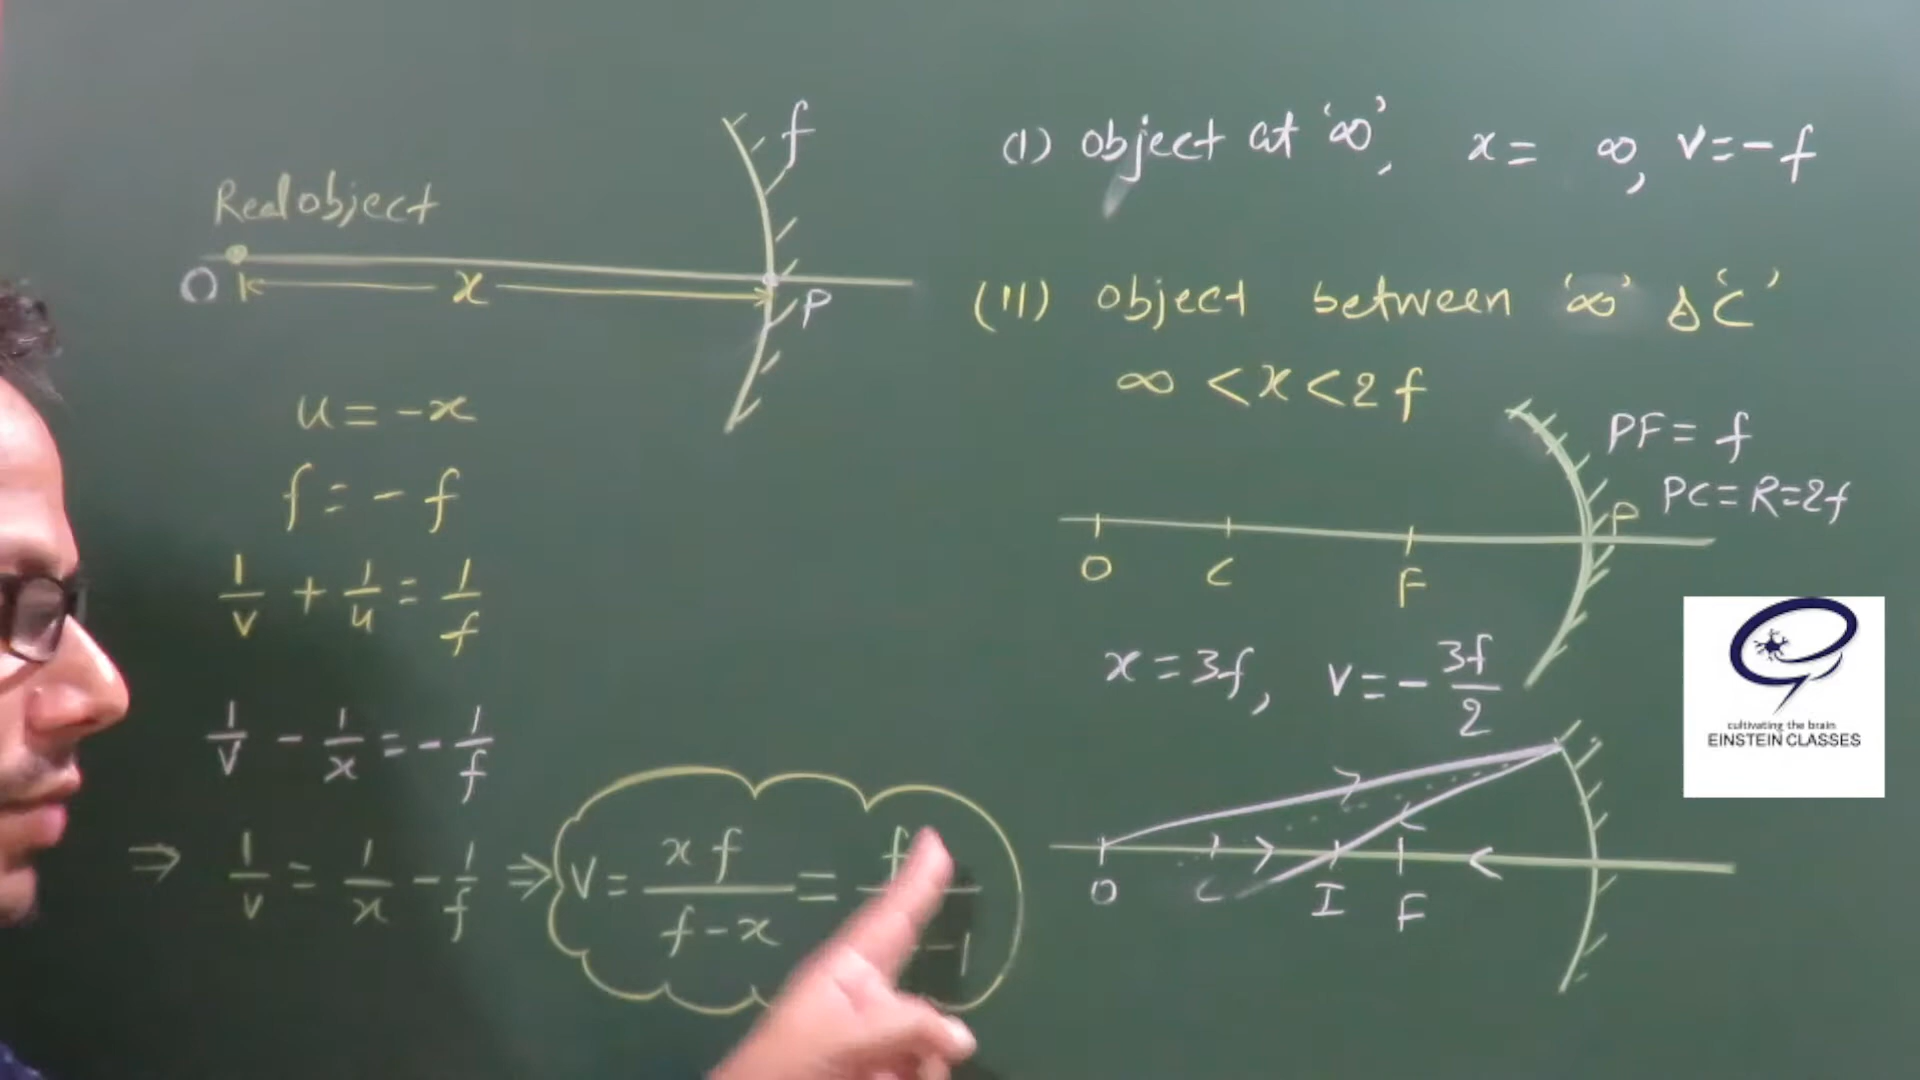 f
Real object
O x P
u = -x
f = -f
1/v + 1/u = 1/f
1/v - 1/x = -1/f
⇒ 1/v = 1/x - 1/f ⇒ v = xf/(f-x) = f -1
(I) object at '∞', x = ∞, v = -f
(II) object between '∞' & 'C'
∞ < x < 2f
PF = f
PC = R = 2f
P
O C F
x = 3f, v = -3f/2
O C I F
cultivating the brain
EINSTEIN CLASSES